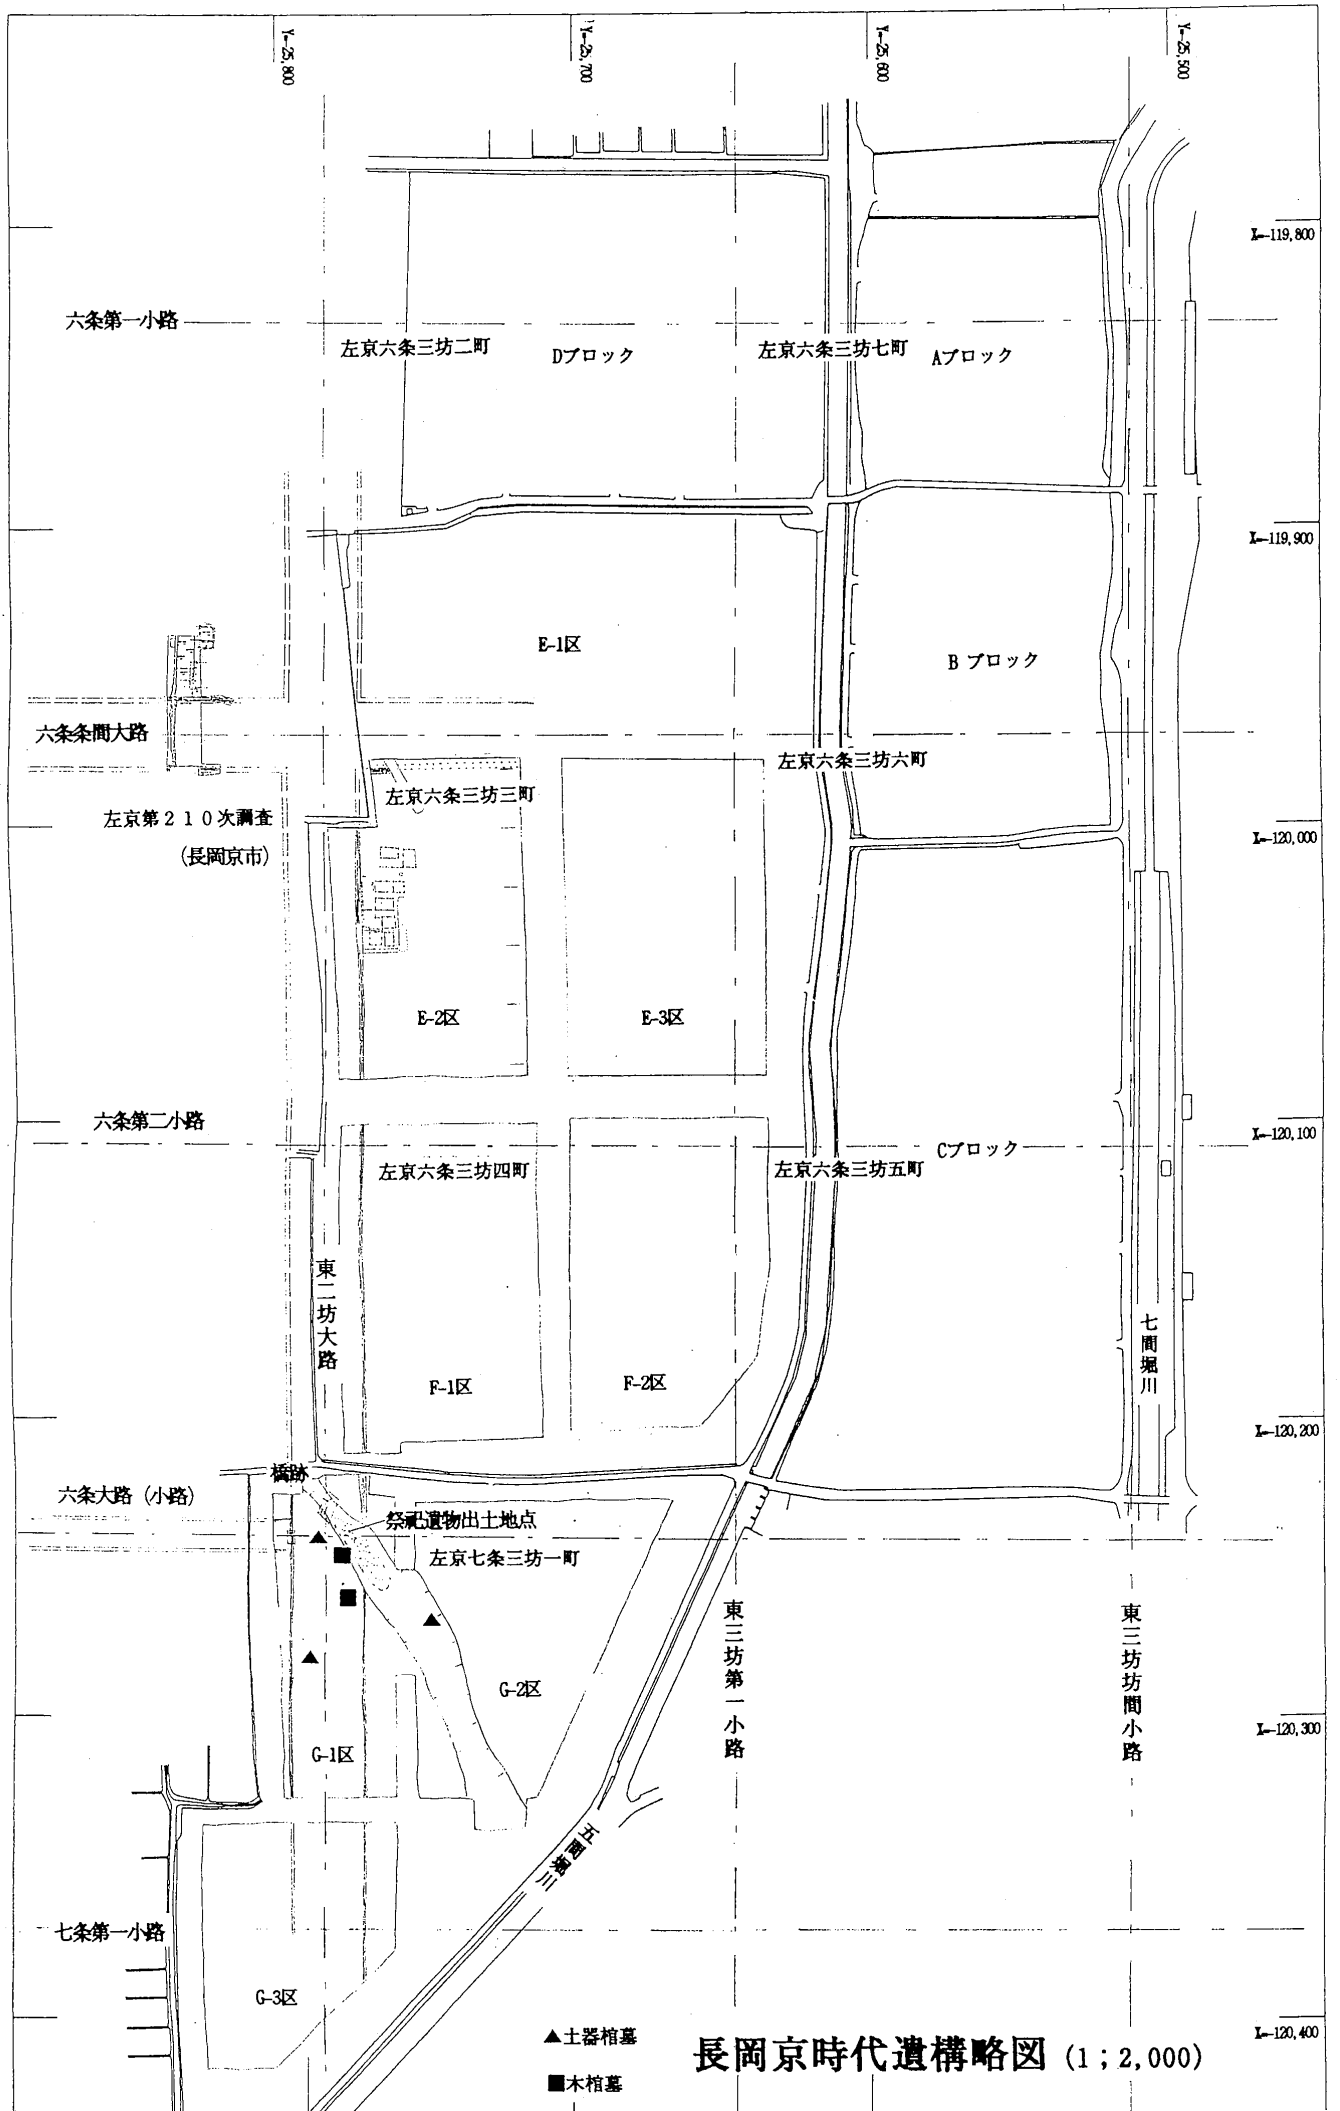 Y=-25,800
Y=-25,700
Y=-25,600
Y=-25,500
X=-119,800
六条第一小路
左京六条三坊二町
Dブロック
左京六条三坊七町
Aブロック
X=-119,900
E-1区
B ブロック
六条条間大路
左京六条三坊六町
左京六条三坊三町
左京第210次調査
(長岡京市)
X=-120,000
E-2区
E-3区
六条第二小路
X=-120,100
Cブロック
左京六条三坊四町
左京六条三坊五町
東二坊大路
七間堀川
F-1区
F-2区
X=-120,200
橋跡
六条大路(小路)
祭祀遺物出土地点
左京七条三坊一町
東三坊第一小路
東三坊坊間小路
G-2区
X=-120,300
G-1区
五間堀川
七条第一小路
G-3区
X=-120,400
▲土器棺墓
■木棺墓
長岡京時代遺構略図 (1;2,000)